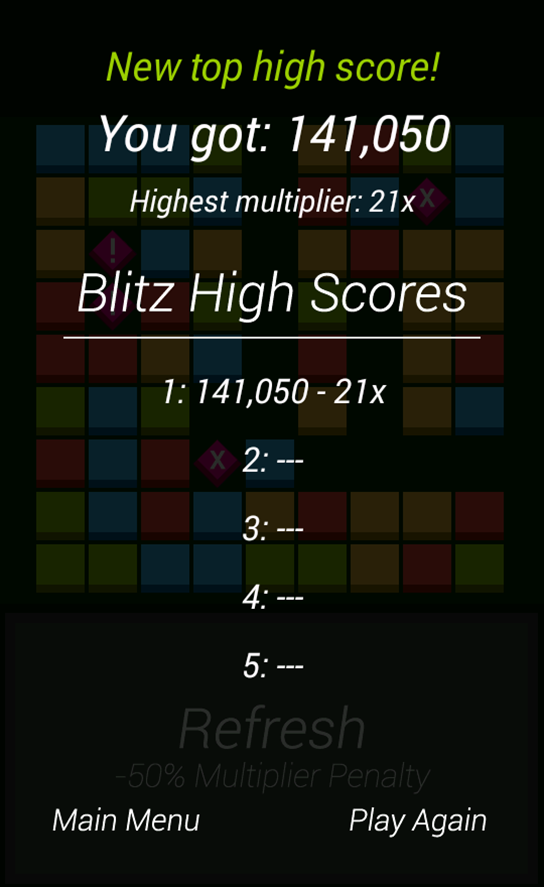 New top high score!
You got: 141,050
Highest multiplier: 21x
X
!
!
Blitz High Scores
1: 141,050 - 21x
X
2: ---
3: ---
4: ---
5: ---
Refresh
-50% Multiplier Penalty
Main Menu
Play Again